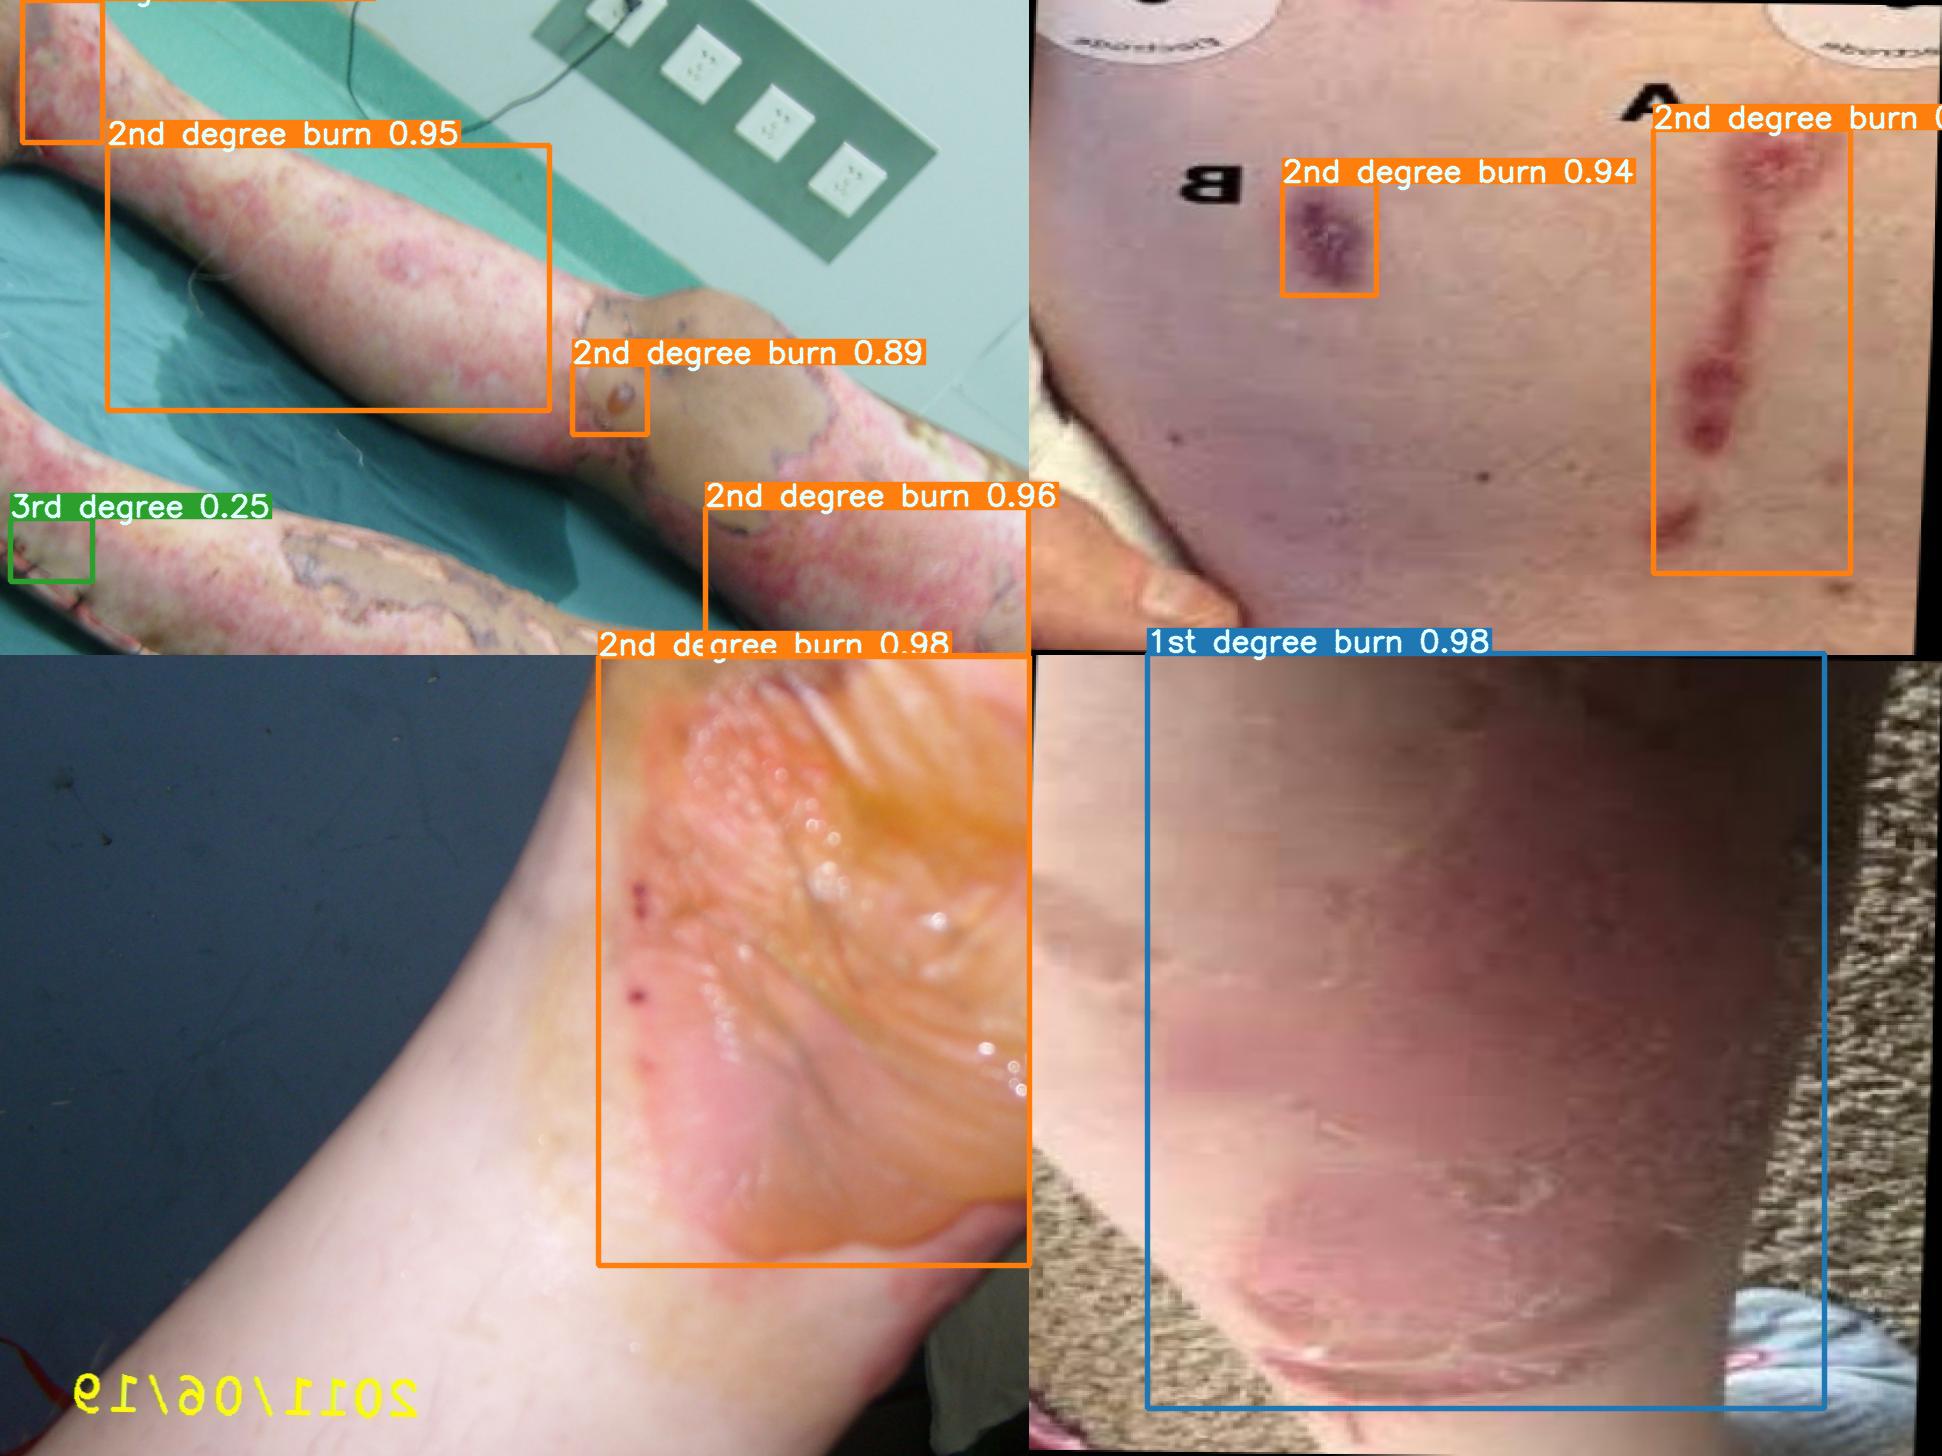 2nd degree burn 0.95
2nd degree burn 0.89
3rd degree 0.25
2nd degree burn 0.96
Electrode
A
2nd degree burn
2nd degree burn 0.94
B
2nd degree burn 0.98
2011/06/19
1st degree burn 0.98